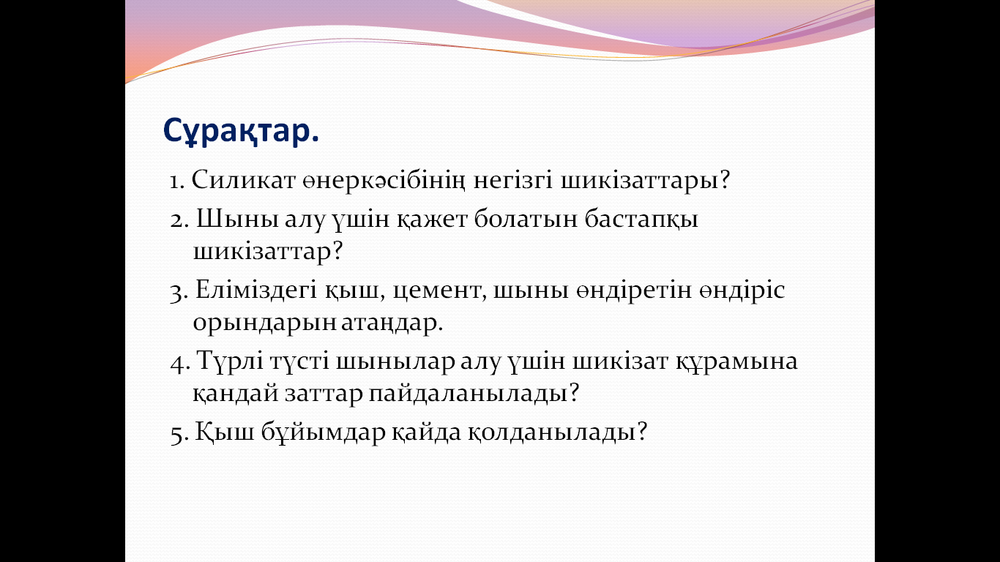 Сұрақтар.
1. Силикат өнеркәсібінің негізгі шикізаттары?
2. Шыны алу үшін қажет болатын бастапқы
шикізаттар?
3. Еліміздегі қыш, цемент, шыны өндіретін өндіріс
орындарын атаңдар.
4. Түрлі түсті шынылар алу үшін шикізат құрамына
қандай заттар пайдаланылады?
5. Қыш бұйымдар қайда қолданылады?